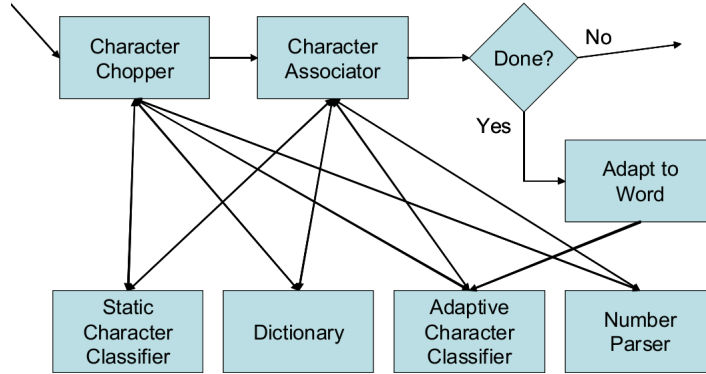 Character
Chopper
Character
Associator
Done?
No
Yes
Adapt to
Word
Static
Character
Classifier
Dictionary
Adaptive
Character
Classifier
Number
Parser